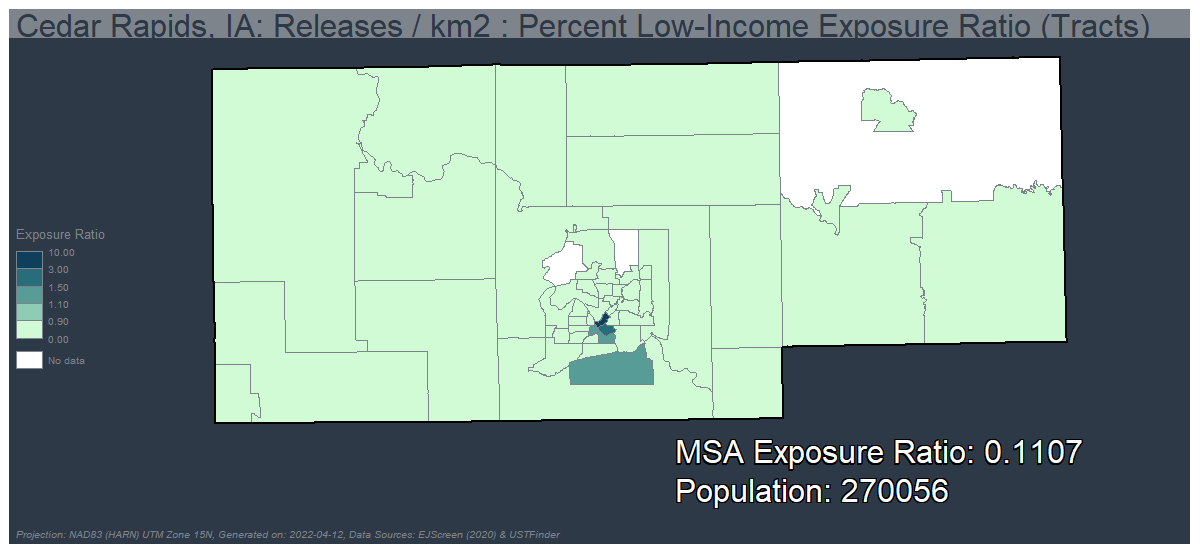 Cedar Rapids, IA: Releases / km2 : Percent Low-Income Exposure Ratio (Tracts)
Exposure Ratio
10.00
3.00
1.50
1.10
0.90
0.00
No data
MSA Exposure Ratio: 0.1107
Population: 270056
Projection: NAD83 (HARN) UTM Zone 15N, Generated on: 2022-04-12, Data Sources: EJScreen (2020) & USTFinder